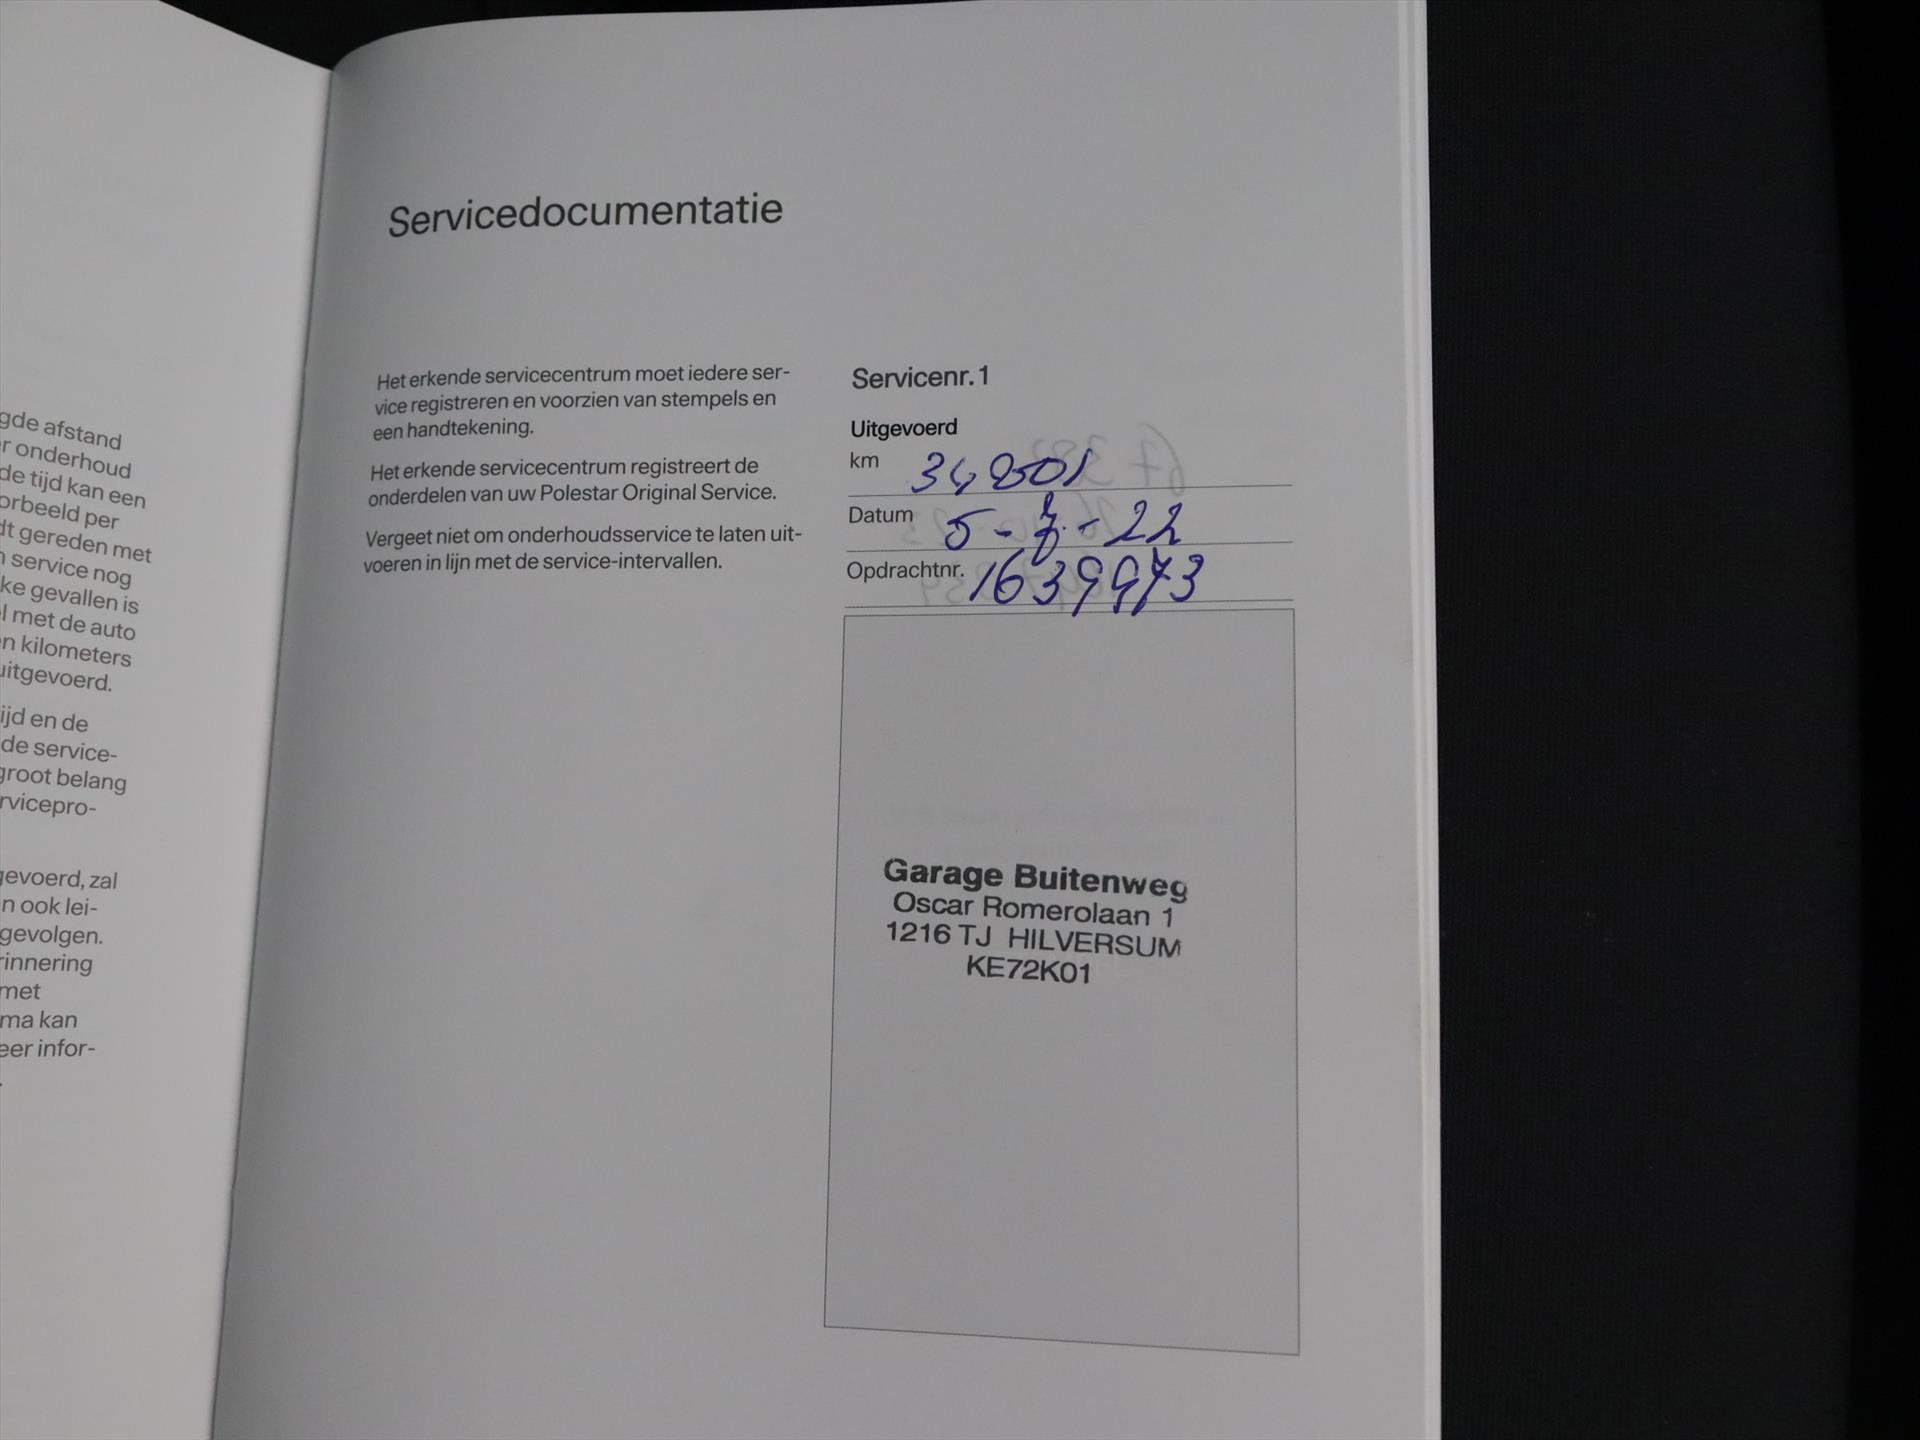 gde afstand
r onderhoud
de tijd kan een
orbeeld per
dt gereden met
n service nog
ke gevallen is
l met de auto
n kilometers
uitgevoerd.
ijd en de
de service-
groot belang
rvicepro-
gevoerd, zal
n ook lei-
gevolgen.
rinnering
met
ma kan
eer infor-
Servicedocumentatie
Het erkende servicecentrum moet iedere ser-
vice registreren en voorzien van stempels en
een handtekening.
Het erkende servicecentrum registreert de
onderdelen van uw Polestar Original Service.
Vergeet niet om onderhoudsservice te laten uit-
voeren in lijn met de service-intervallen.
Servicenr. 1
Uitgevoerd
km
Datum 5-7-22
Opdrachtnr. 1639973
Garage Buitenweg
Oscar Romerolaan 1
1216 TJ HILVERSUM
KE72K01